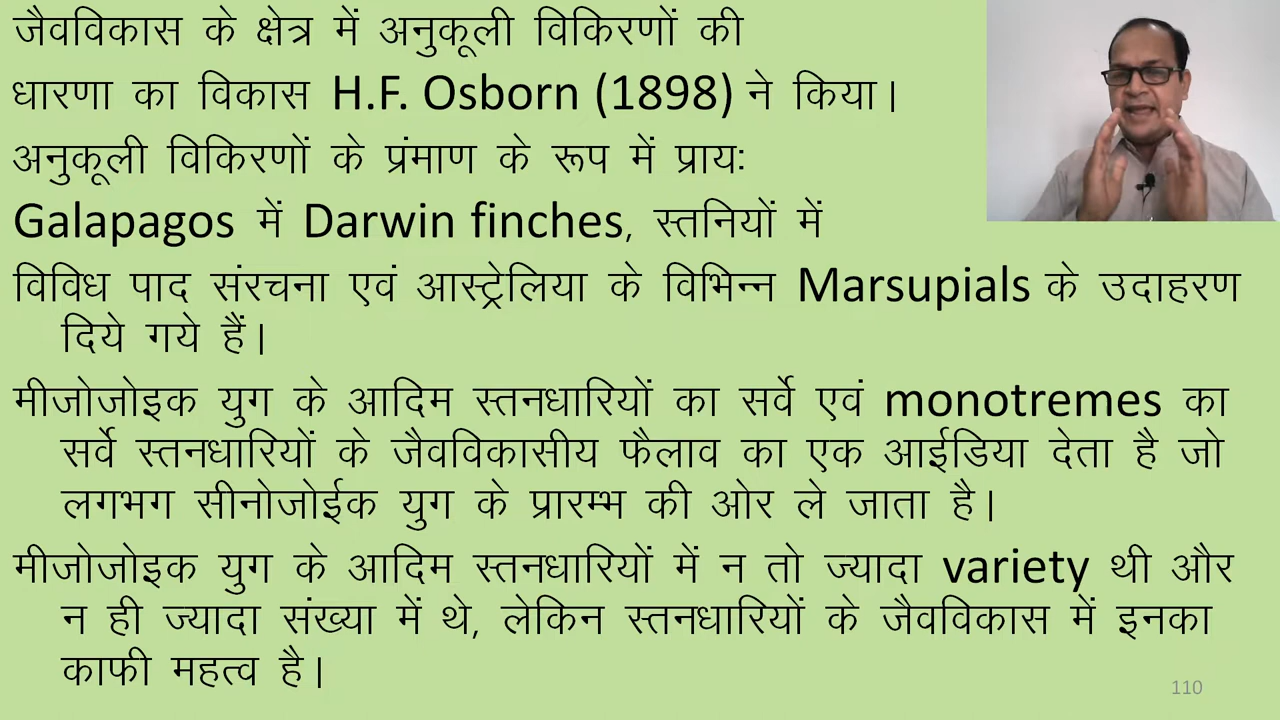 जैवविकास के क्षेत्र में अनुकूली विकिरणों की
धारणा का विकास H.F. Osborn (1898) ने किया।
अनुकूली विकिरणों के प्रंमाण के रूप में प्रायः
Galapagos में Darwin finches, स्तनियों में
विविध पाद संरचना एवं आस्ट्रेलिया के विभिन्न Marsupials के उदाहरण
दिये गये हैं।
मीजोजोइक युग के आदिम स्तनधारियों का सर्वे एवं monotremes का
सर्वे स्तनधारियों के जैवविकासीय फैलाव का एक आईडिया देता है जो
लगभग सीनोजोईक युग के प्रारम्भ की ओर ले जाता है।
मीजोजोइक युग के आदिम स्तनधारियों में न तो ज्यादा variety थी और
न ही ज्यादा संख्या में थे, लेकिन स्तनधारियों के जैवविकास में इनका
काफी महत्व है।
110